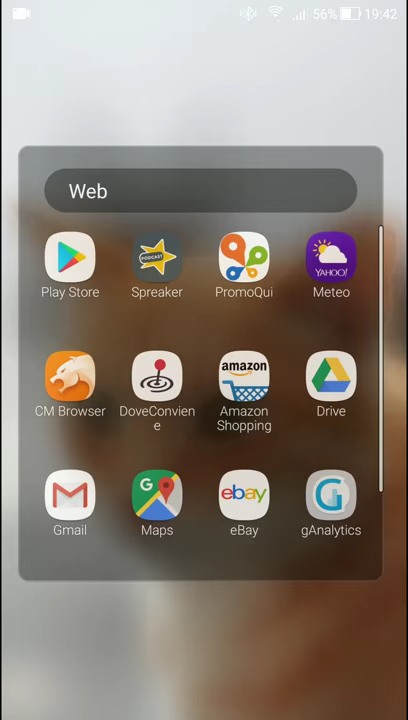 56% 19:42
Web
PODCAST
YAHOO!
Play Store Spreaker PromoQui Meteo
amazon
CM Browser DoveConvien
e Amazon
Shopping Drive
G ebay
Gmail Maps eBay gAnalytics